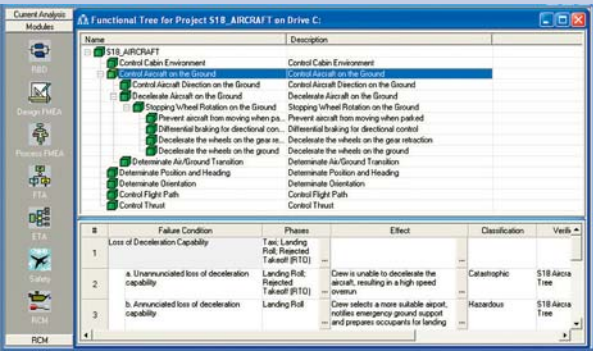 Current Analysis
Modules
RBD
Design FMEA
Process FMEA
FTA
ETA
Safety
RCM
RCM
Functional Tree for Project S18_AIRCRAFT on Drive C:
Name Description
S18_AIRCRAFT
Control Cabin Environment Control Cabin Environment
Control Aircraft on the Ground Control Aircraft on the Ground
Control Aircraft Direction on the Ground Control Aircraft Direction on the Ground
Decelerate Aircraft on the Ground Decelerate Aircraft on the Ground
Stopping Wheel Rotation on the Ground Stopping Wheel Rotation on the Ground
Prevent aircraft from moving when pa... Prevent aircraft from moving when parked
Differential braking for directional con... Differential braking for directional control
Decelerate the wheels on the gear re... Decelerate the wheels on the gear retraction
Decelerate the wheels on the ground Decelerate the wheels on the ground
Determinate Air/Ground Transition Determinate Air/Ground Transition
Determinate Position and Heading Determinate Position and Heading
Determinate Orientation Determinate Orientation
Control Flight Path Control Flight Path
Control Thrust Control Thrust
# Failure Condition Phases Effect Classification Verifi
1 Loss of Deceleration Capability Taxi; Landing
Roll; Rejected
Takeoff (RTO) ...
2 a. Unannunciated loss of deceleration Landing Roll; Crew is unable to decelerate the Catastrophic S18 Aircra
capability Rejected aircraft, resulting in a high speed Tree
Takeoff (RTO) ... overrun ...
3 b. Annunciated loss of deceleration Landing Roll Crew selects a more suitable airport, Hazardous S18 Aircra
capability notifies emergency ground support Tree
... and prepares occupants for landing ...